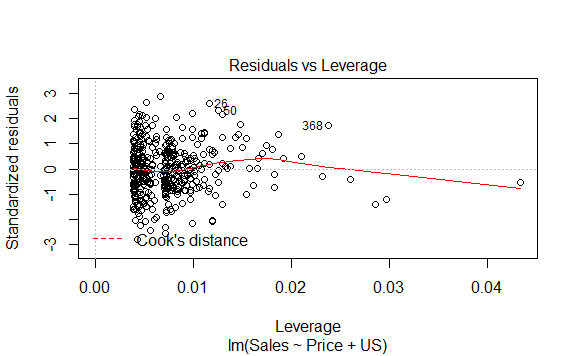 Residuals vs Leverage
Standardized residuals
3
2
1
0
-1
-3
26
50
368
Cook's distance
0.00 0.01 0.02 0.03 0.04
Leverage
lm(Sales ~ Price + US)